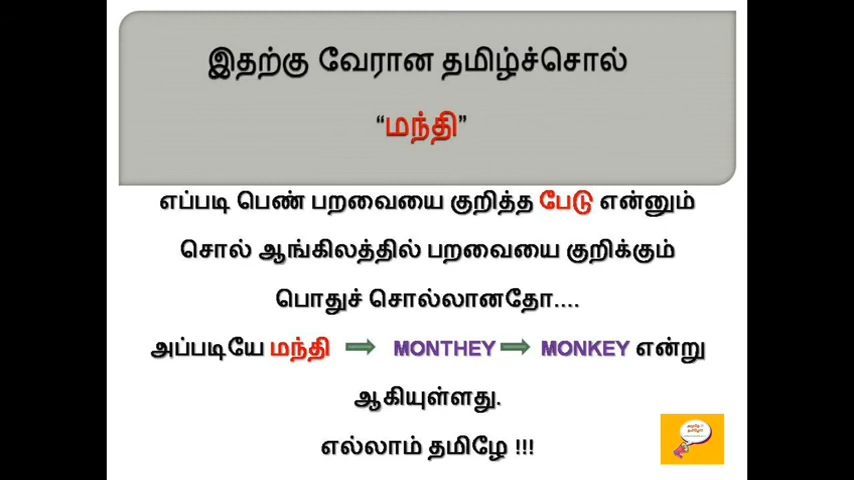 இதற்கு வேரான தமிழ்ச்சொல்
“மந்தி”
எப்படி பெண் பறவையை குறித்த பேடு என்னும்
சொல் ஆங்கிலத்தில் பறவையை குறிக்கும்
பொதுச் சொல்லானதோ....
அப்படியே மந்தி MONTHEY MONKEY என்று
ஆகியுள்ளது.
எல்லாம் தமிழே !!!